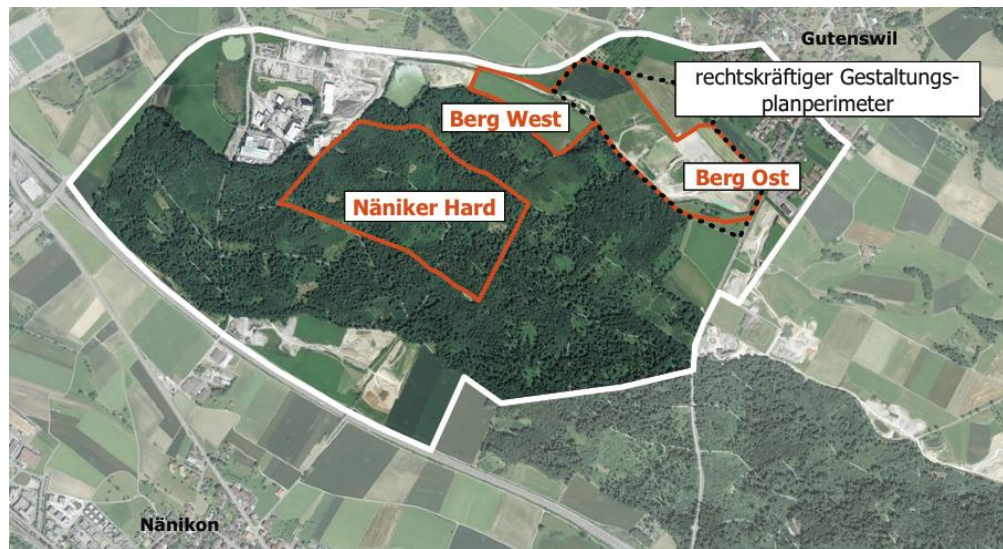 Gutenswil
rechtskräftiger Gestaltungs-
planperimeter
Berg West
Berg Ost
Näniker Hard
Nänikon